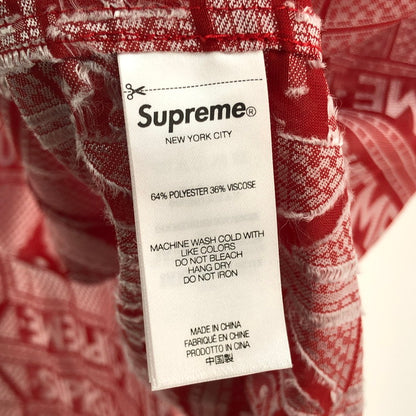 Supreme®
NEW YORK CITY
64% POLYESTER 36% VISCOSE
MACHINE WASH COLD WITH
LIKE COLORS
DO NOT BLEACH
HANG DRY
DO NOT IRON
MADE IN CHINA
FABRIQUÉ EN CHINE
PRODOTTO IN CINA
中国製